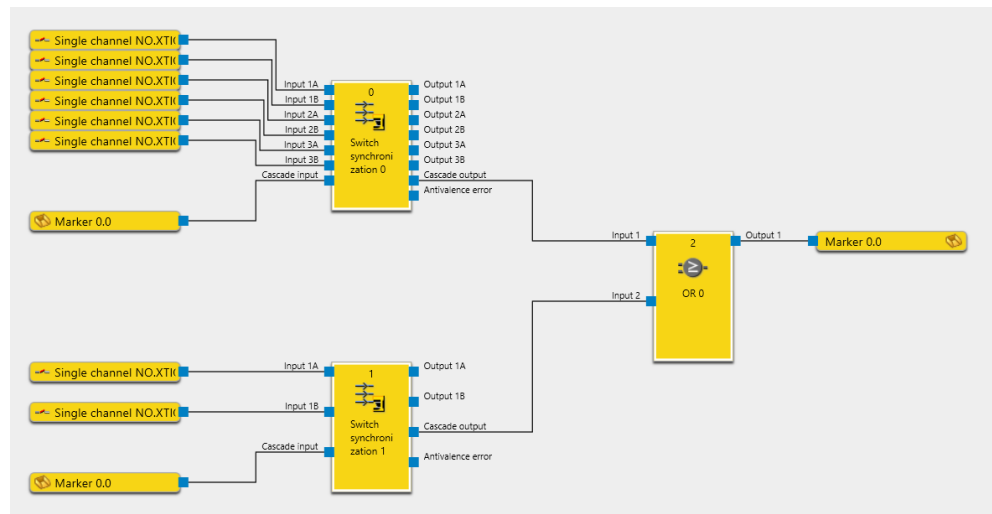 Single channel NO.XTI
Single channel NO.XTI
Single channel NO.XTI
Single channel NO.XTI
Single channel NO.XTI
Single channel NO.XTI
Marker 0.0
Input 1A
Input 1B
Input 2A
Input 2B
Input 3A
Input 3B
Cascade input
0
Switch
synchroni
zation 0
Output 1A
Output 1B
Output 2A
Output 2B
Output 3A
Output 3B
Cascade output
Antivalence error
Input 1
Input 2
2
OR 0
Output 1
Marker 0.0
Single channel NO.XTI
Single channel NO.XTI
Marker 0.0
Input 1A
Input 1B
Cascade input
1
Switch
synchroni
zation 1
Output 1A
Output 1B
Cascade output
Antivalence error